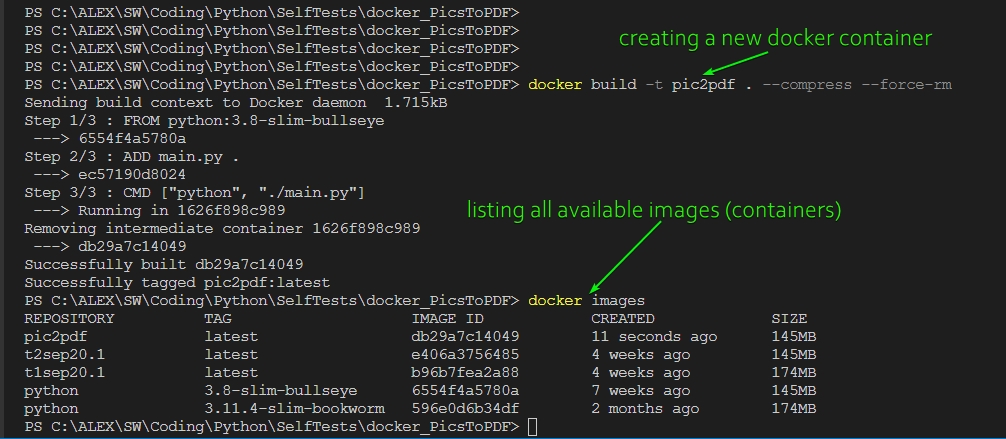 PS C:\ALEX\SW\Coding\Python\SelfTests\docker_PicsToPDF>
PS C:\ALEX\SW\Coding\Python\SelfTests\docker_PicsToPDF>
PS C:\ALEX\SW\Coding\Python\SelfTests\docker_PicsToPDF>
PS C:\ALEX\SW\Coding\Python\SelfTests\docker_PicsToPDF>
creating a new docker container
PS C:\ALEX\SW\Coding\Python\SelfTests\docker_PicsToPDF> docker build -t pic2pdf . --compress --force-rm
Sending build context to Docker daemon  1.715kB
Step 1/3 : FROM python:3.8-slim-bullseye
 ---> 6554f4a5780a
Step 2/3 : ADD main.py .
 ---> ec57190d8024
Step 3/3 : CMD ["python", "./main.py"]
 ---> Running in 1626f898c989
listing all available images (containers)
Removing intermediate container 1626f898c989
 ---> db29a7c14049
Successfully built db29a7c14049
Successfully tagged pic2pdf:latest
PS C:\ALEX\SW\Coding\Python\SelfTests\docker_PicsToPDF> docker images
REPOSITORY TAG IMAGE ID CREATED SIZE
pic2pdf latest db29a7c14049 11 seconds ago 145MB
t2sep20.1 latest e406a3756485 4 weeks ago 145MB
t1sep20.1 latest b96b7fea2a88 4 weeks ago 174MB
python 3.8-slim-bullseye 6554f4a5780a 7 weeks ago 145MB
python 3.11.4-slim-bookworm 596e0d6b34df 2 months ago 174MB
PS C:\ALEX\SW\Coding\Python\SelfTests\docker_PicsToPDF>